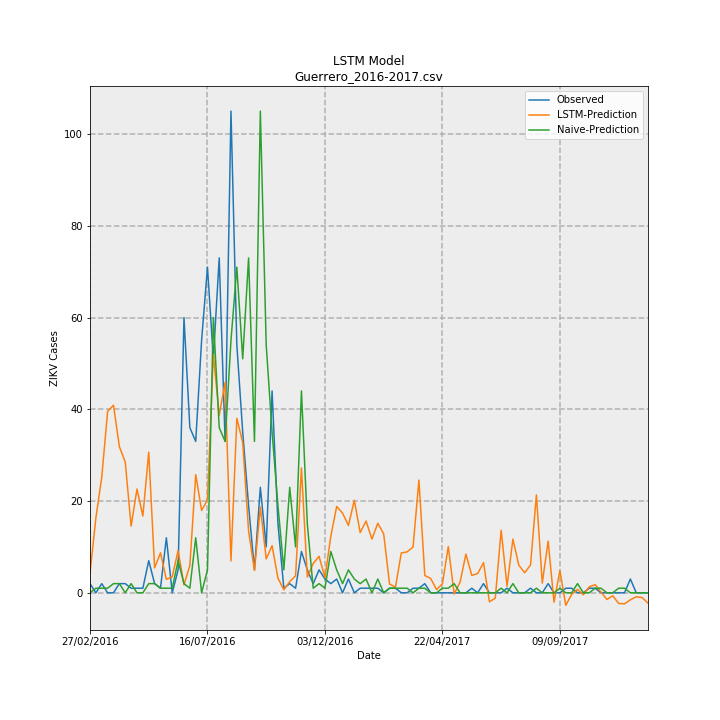 LSTM Model
Guerrero_2016-2017.csv
Observed
LSTM-Prediction
Naive-Prediction
ZIKV Cases
100
80
60
40
20
0
27/02/2016
16/07/2016
03/12/2016
22/04/2017
09/09/2017
Date